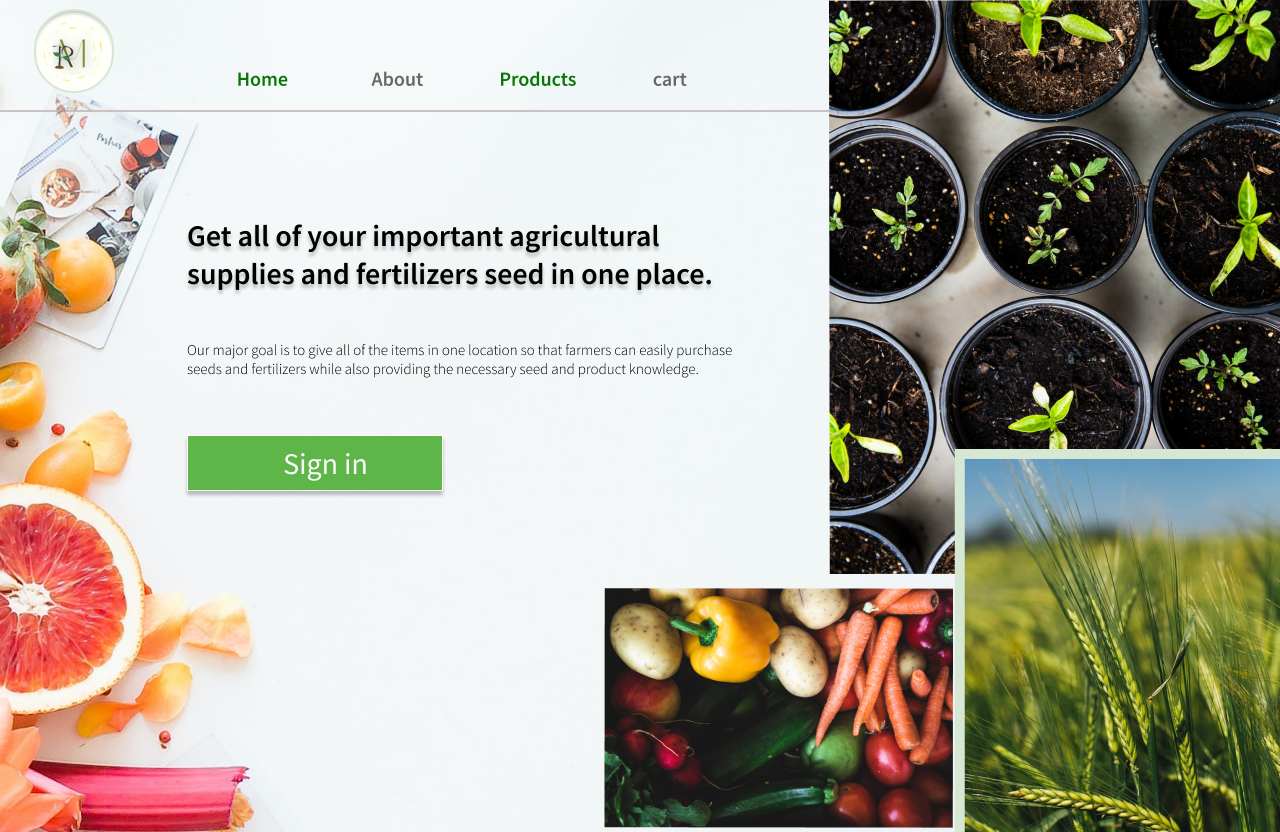 RM
Home About Products cart
Pastries
Get all of your important agricultural
supplies and fertilizers seed in one place.
Our major goal is to give all of the items in one location so that farmers can easily purchase
seeds and fertilizers while also providing the necessary seed and product knowledge.
Sign in